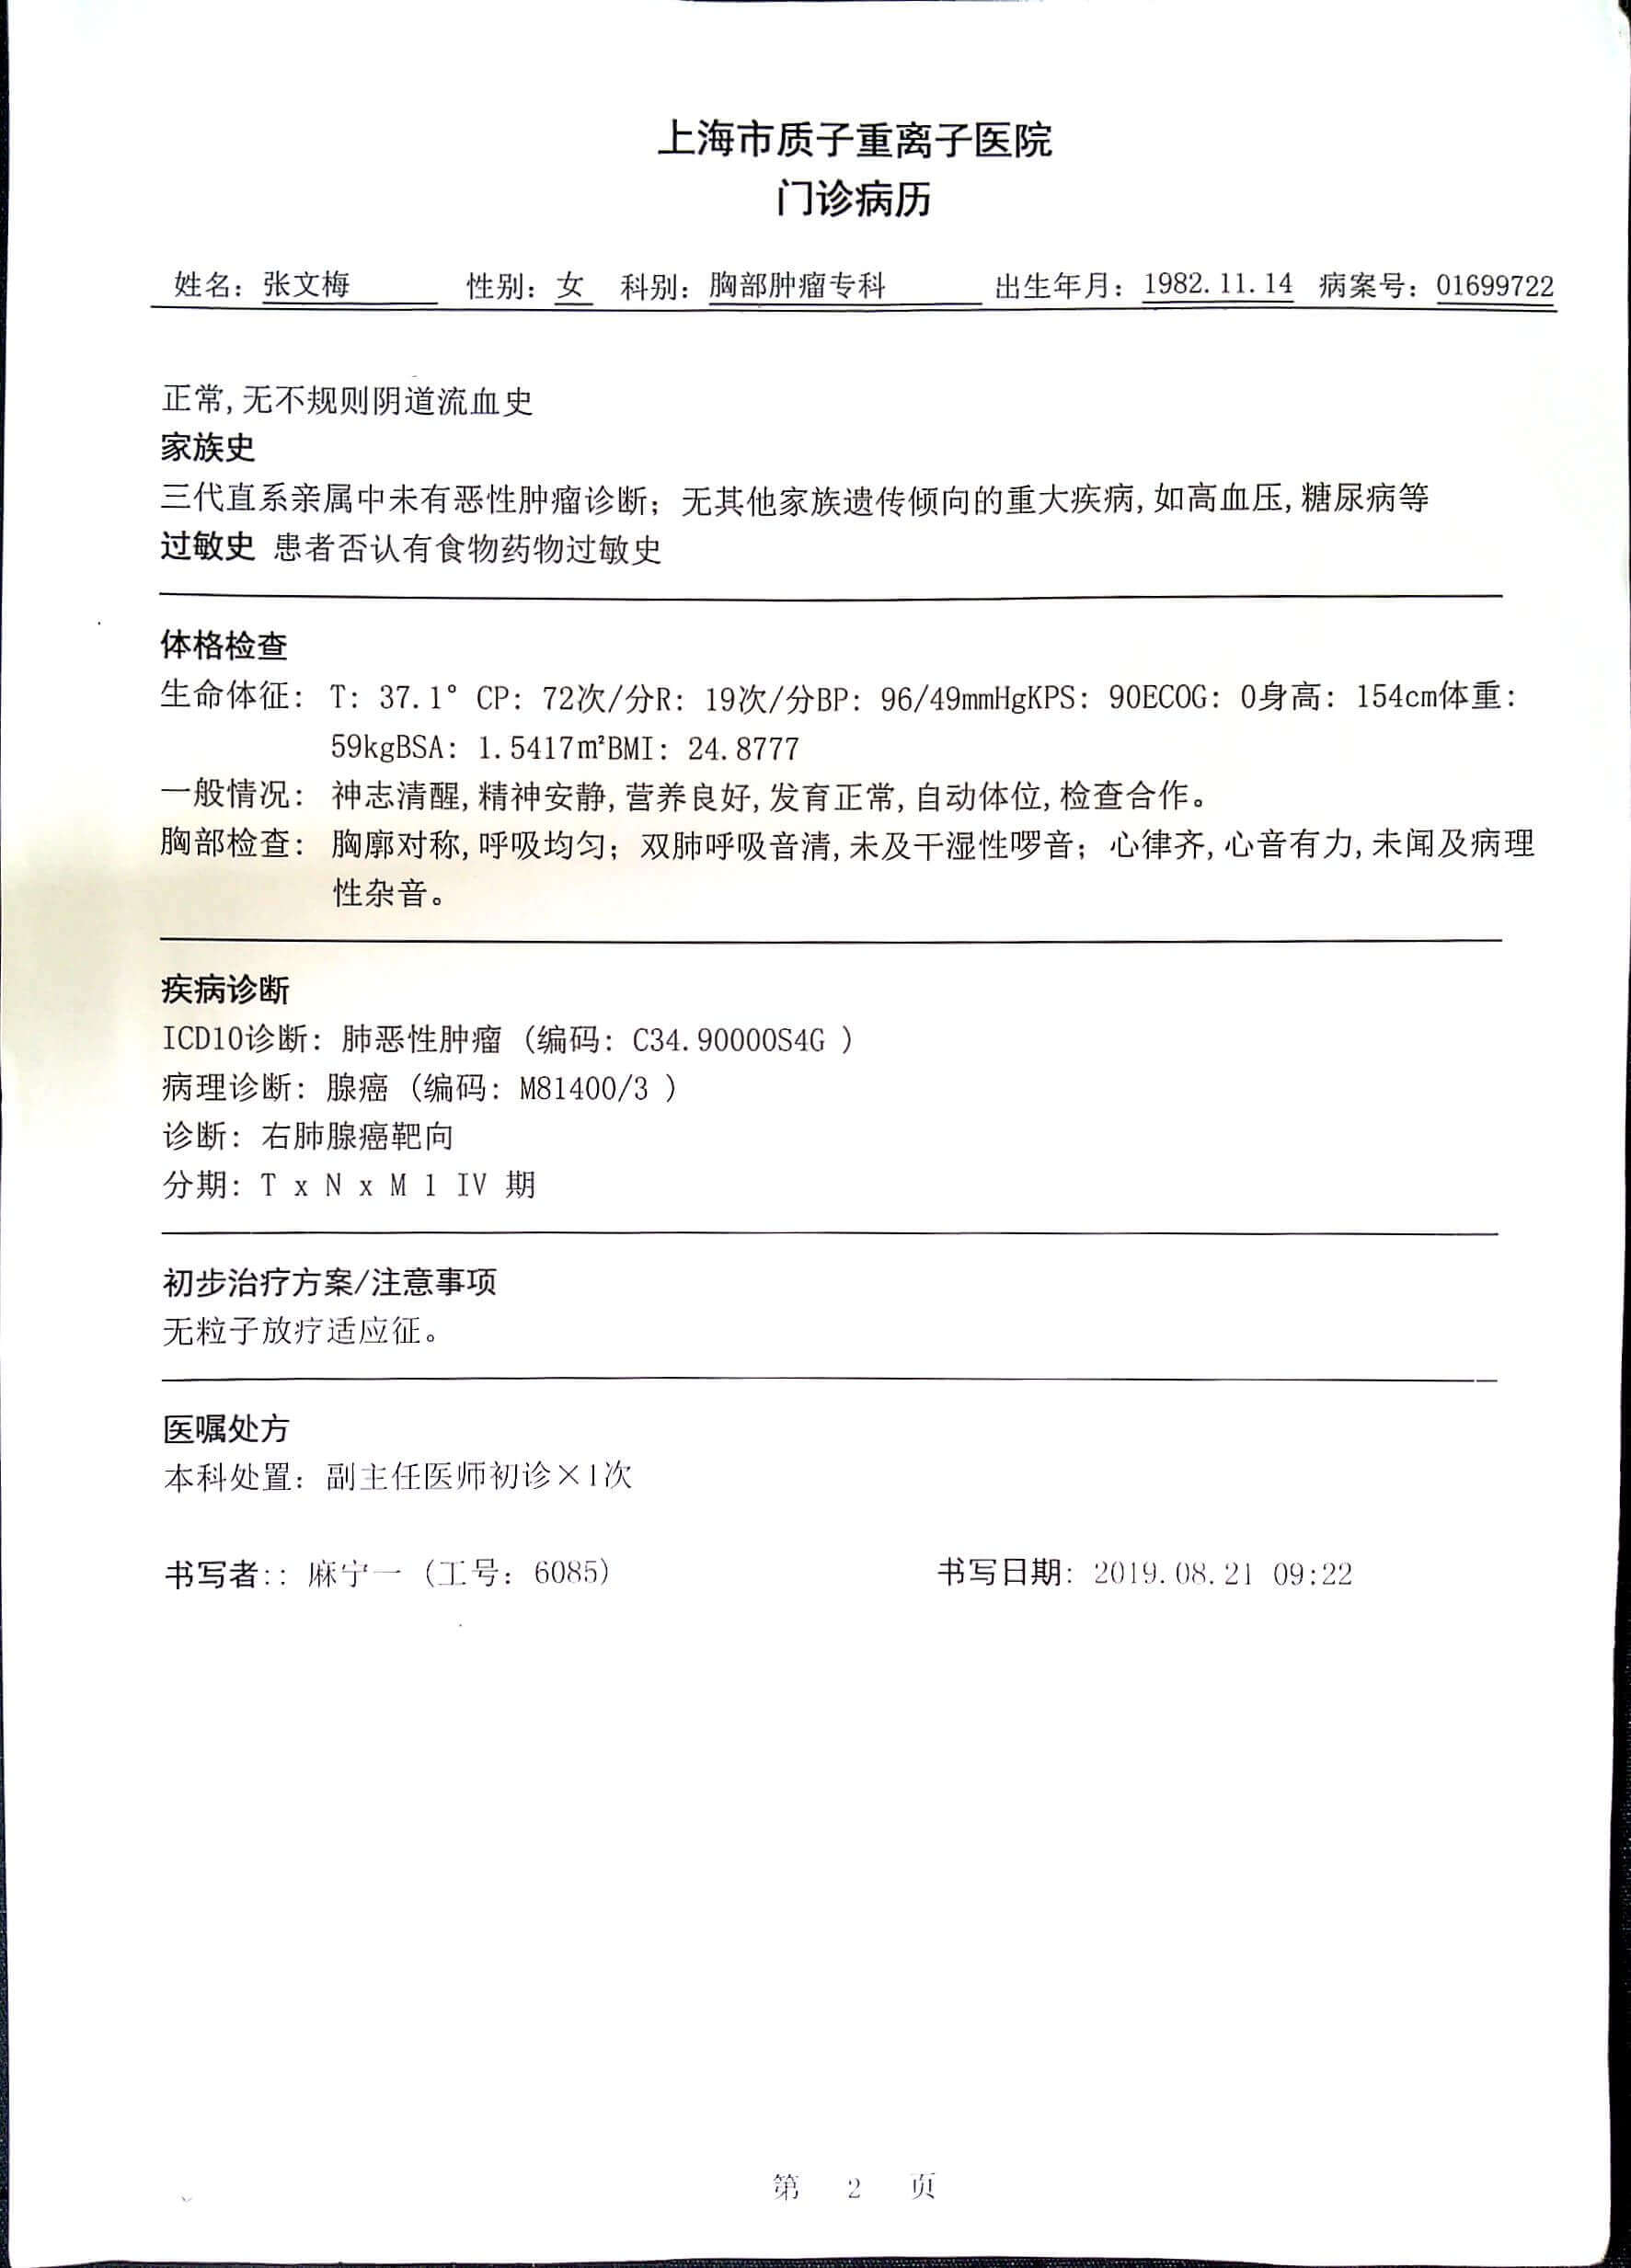 上海市质子重离子医院
门诊病历
姓名：张文梅 性别：女 科别：胸部肿瘤专科 出生年月：1982.11.14 病案号：01699722
正常,无不规则阴道流血史
家族史
三代直系亲属中未有恶性肿瘤诊断；无其他家族遗传倾向的重大疾病,如高血压,糖尿病等
过敏史 患者否认有食物药物过敏史
体格检查
生命体征： T：37.1° CP：72次/分R：19次/分BP：96/49mmHgKPS：90ECOG：0身高：154cm体重：
59kgBSA：1.5417㎡BMI：24.8777
一般情况： 神志清醒,精神安静,营养良好,发育正常,自动体位,检查合作。
胸部检查： 胸廓对称,呼吸均匀；双肺呼吸音清,未及干湿性啰音；心律齐,心音有力,未闻及病理
性杂音。
疾病诊断
ICD10诊断：肺恶性肿瘤（编码：C34.90000S4G ）
病理诊断：腺癌（编码：M81400/3 ）
诊断：右肺腺癌靶向
分期：T x N x M 1 IV 期
初步治疗方案/注意事项
无粒子放疗适应征。
医嘱处方
本科处置：副主任医师初诊×1次
书写者:：麻宁一（工号：6085） 书写日期：2019.08.21 09:22
第 2 页